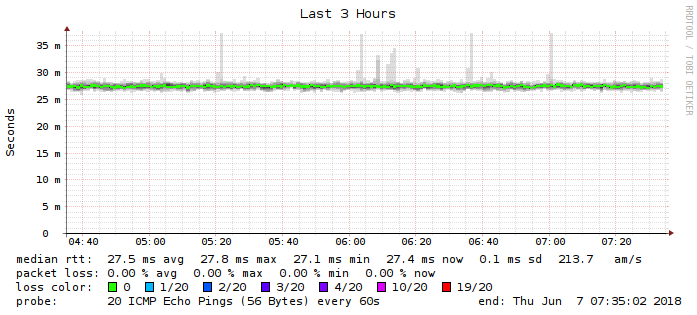 Last 3 Hours
RRDTOOL / TOBI OETIKER
Seconds
35 m
30 m
25 m
20 m
15 m
10 m
5 m
0
04:40 05:00 05:20 05:40 06:00 06:20 06:40 07:00 07:20
median rtt: 27.5 ms avg 27.8 ms max 27.1 ms min 27.4 ms now 0.1 ms sd 213.7 am/s
packet loss: 0.00 % avg 0.00 % max 0.00 % min 0.00 % now
loss color: 0 1/20 2/20 3/20 4/20 10/20 19/20
probe: 20 ICMP Echo Pings (56 Bytes) every 60s end: Thu Jun 7 07:35:02 2018